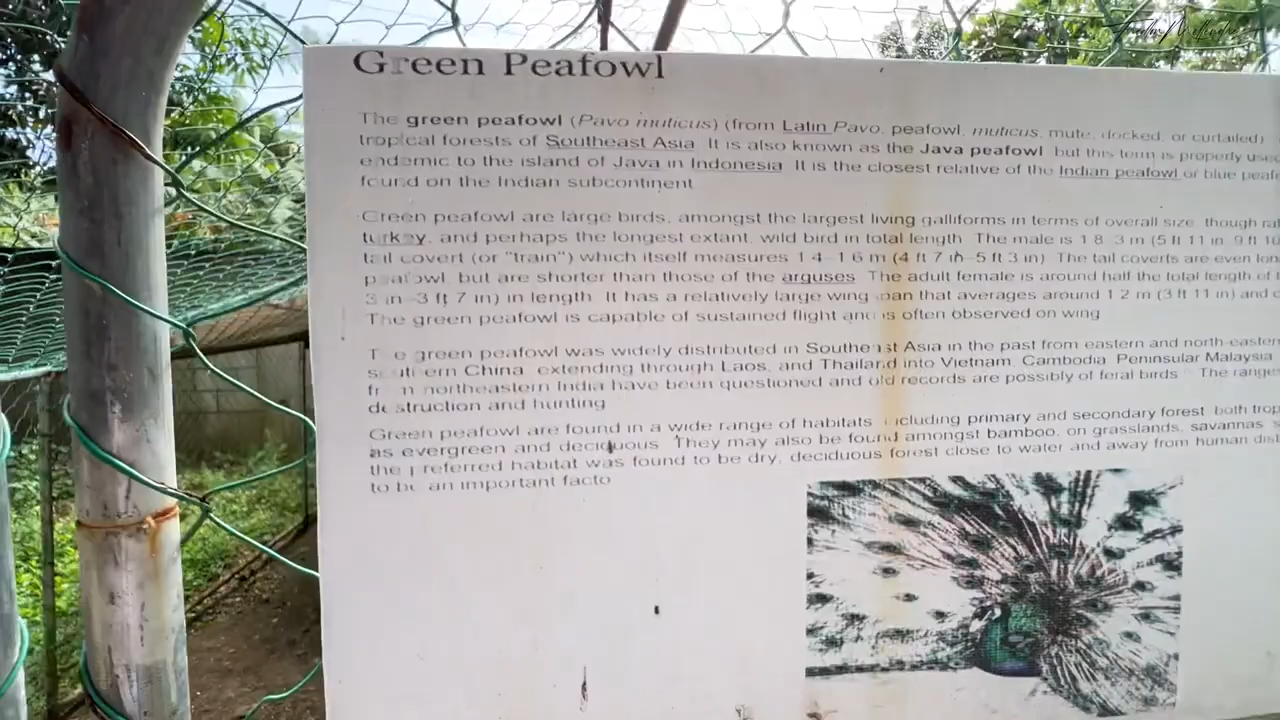 Green Peafowl
The green peafowl (Pavo muticus) (from Latin Pavo, peafowl, muticus, mute, docked, or curtailed)
tropical forests of Southeast Asia It is also known as the Java peafowl but this term is properly used
endemic to the island of Java in Indonesia It is the closest relative of the Indian peafowl or blue
found on the Indian subcontinent
Green peafowl are large birds, amongst the largest living galliforms in terms of overall size, though
turkey, and perhaps the longest extant, wild bird in total length The male is 1 8 3 m (5 ft 11 in 9 ft
tail covert (or "train") which itself measures 1 4 1 6 m (4 ft 7 in-5 ft 3 in) The tail coverts are even
peafowl but are shorter than those of the arguses The adult female is around half the total length of
3 in-3 ft 7 in) in length It has a relatively large wing pan that averages around 1 2 m (3 ft 11 in) and
The green peafowl is capable of sustained flight and is often observed on wing
The green peafowl was widely distributed in Southeast Asia in the past from eastern and north-eastern
southern China extending through Laos, and Thailand into Vietnam, Cambodia Peninsular Malaysia
from northeastern India have been questioned and old records are possibly of feral birds The
destruction and hunting
Green peafowl are found in a wide range of habitats including primary and secondary forest both
as evergreen and deciduous They may also be found amongst bamboo, on grasslands, savannas
the preferred habitat was found to be dry, deciduous forest close to water and away from human
to be an important facto